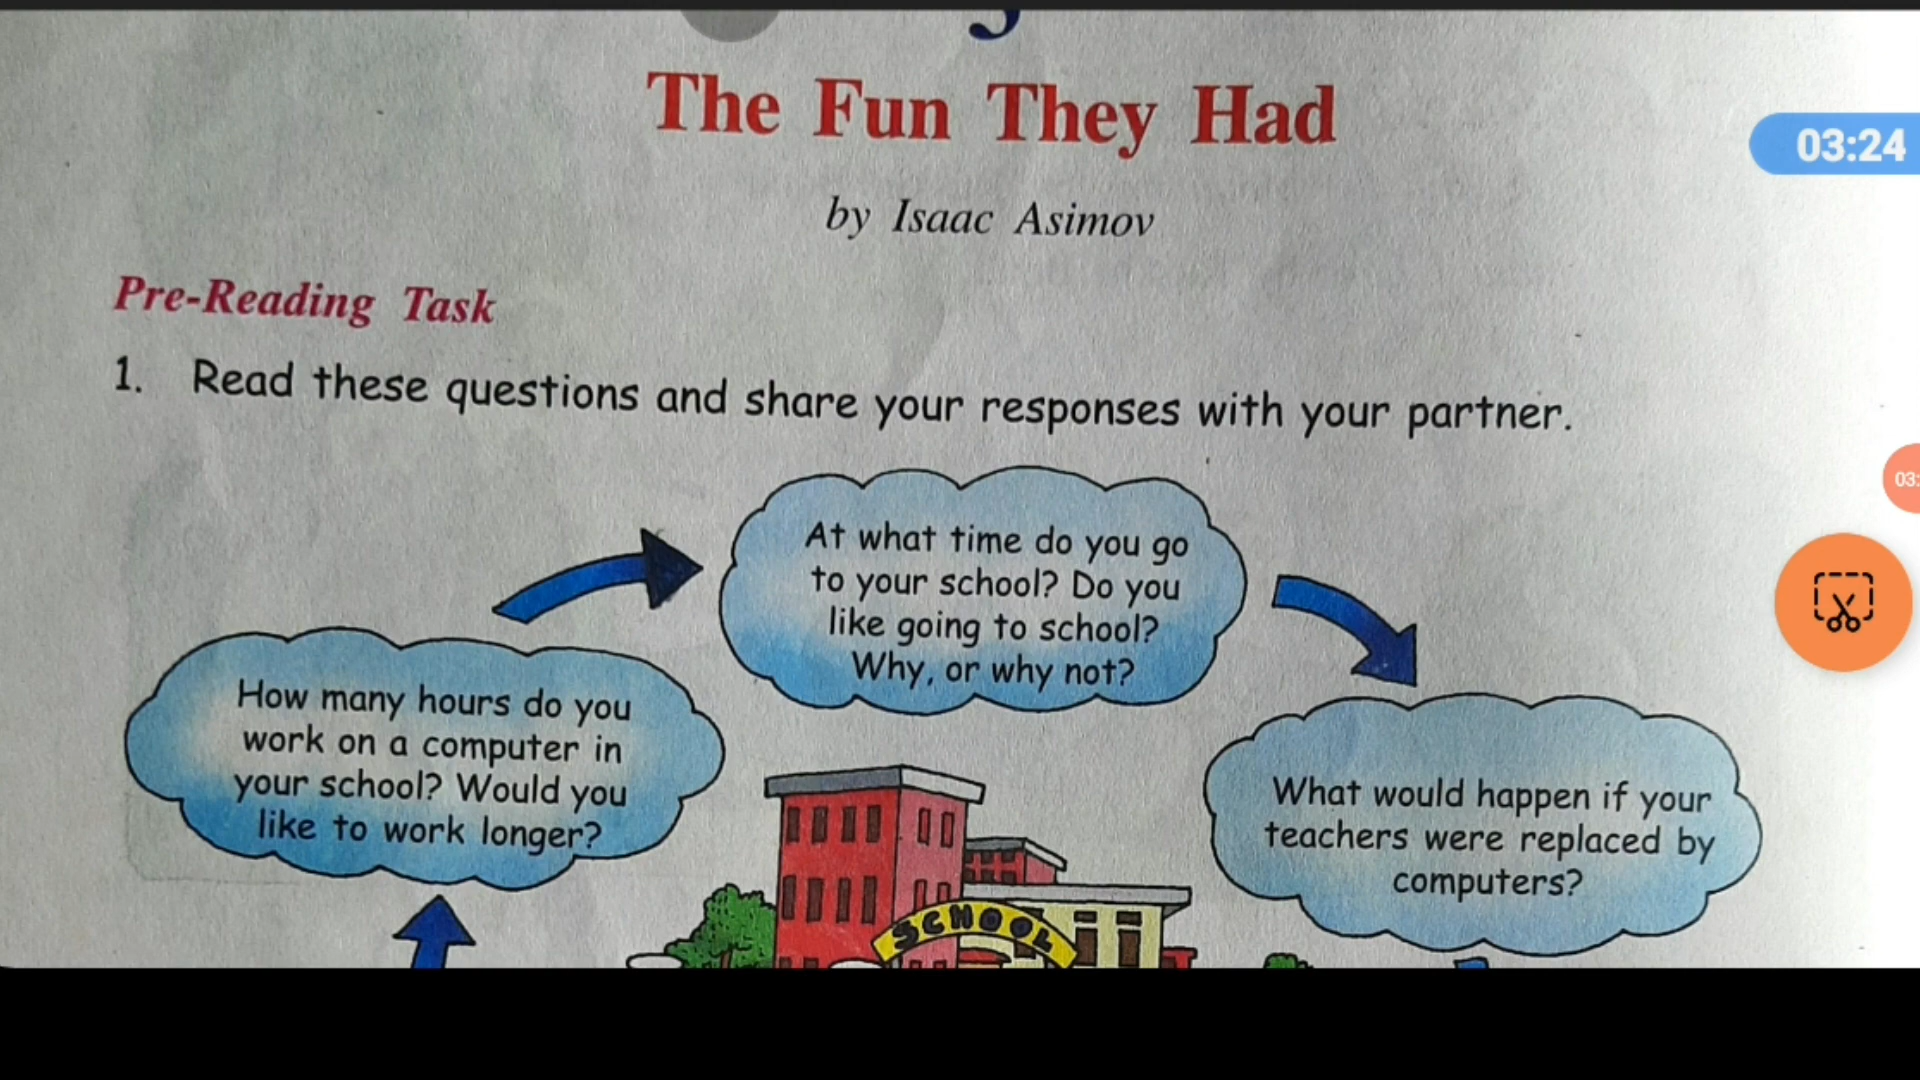 The Fun They Had
by Isaac Asimov
Pre-Reading Task
1. Read these questions and share your responses with your partner.
At what time do you go
to your school? Do you
like going to school?
Why, or why not?
How many hours do you
work on a computer in
your school? Would you
like to work longer?
What would happen if your
teachers were replaced by
computers?
SCHOOL
03:24
03: